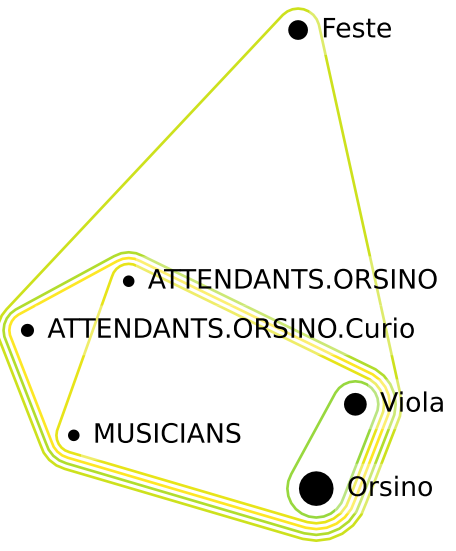 Feste
ATTENDANTS.ORSINO
ATTENDANTS.ORSINO.Curio
Viola
MUSICIANS
Orsino